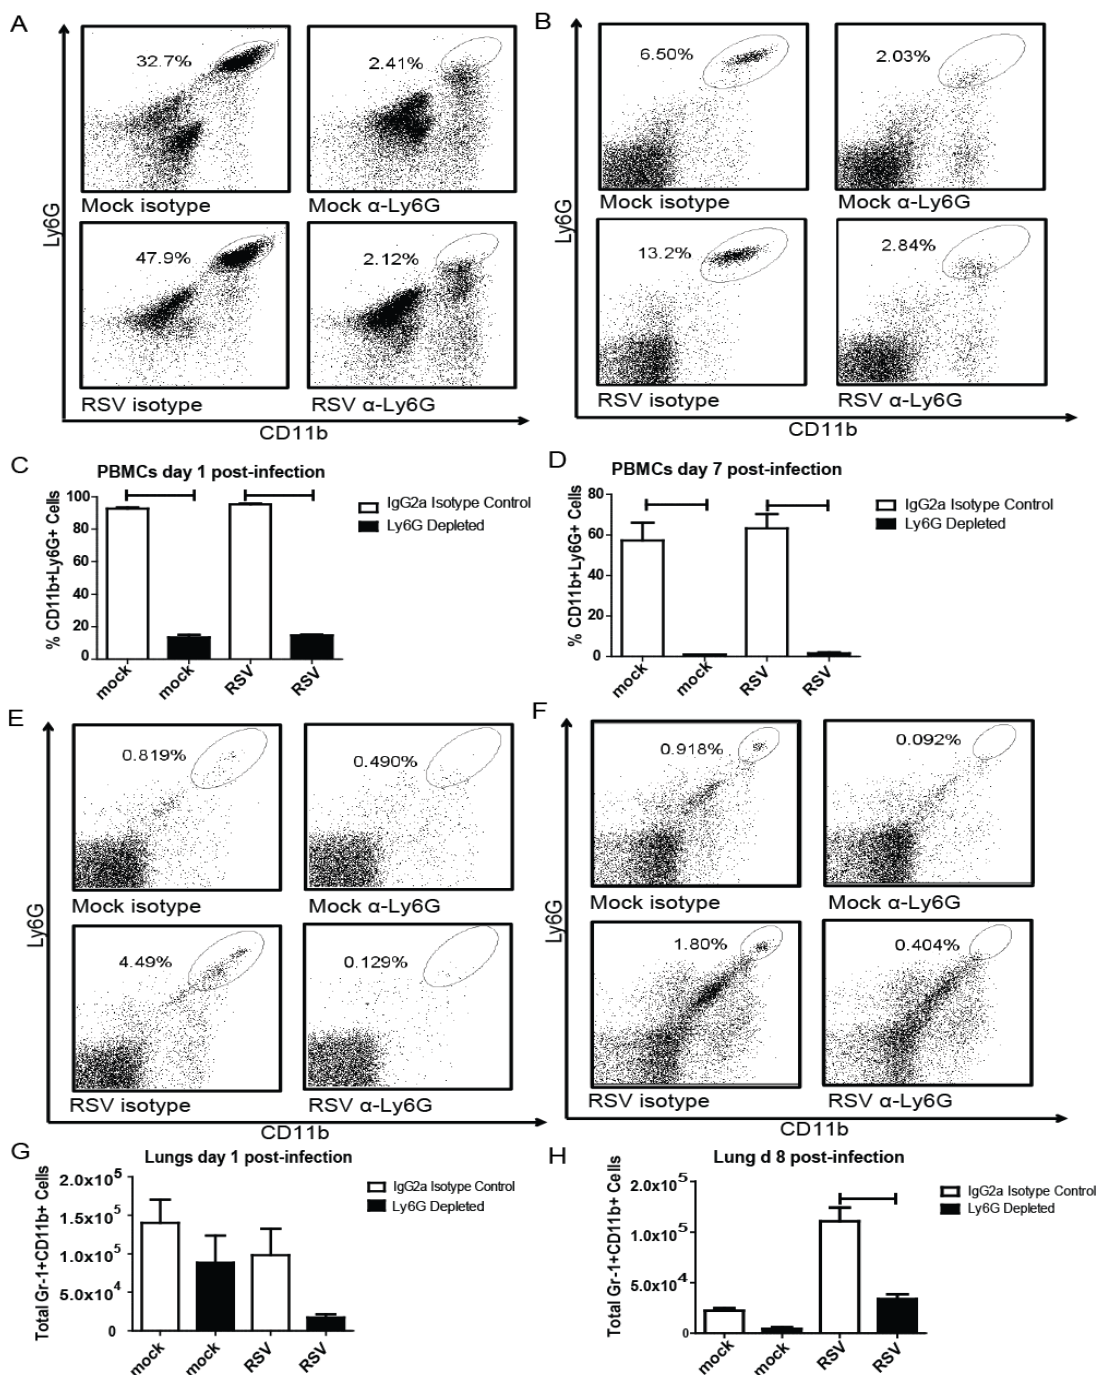 A
B
32.7%
2.41%
6.50%
2.03%
Mock isotype
Mock α-Ly6G
Mock isotype
Mock α-Ly6G
Ly6G
Ly6G
47.9%
2.12%
13.2%
2.84%
RSV isotype
RSV α-Ly6G
RSV isotype
RSV α-Ly6G
CD11b
CD11b
C
PBMCs day 1 post-infection
% CD11b+Ly6G+ Cells
100
80
60
40
20
0
mock
mock
RSV
RSV
IgG2a Isotype Control
Ly6G Depleted
D
PBMCs day 7 post-infection
% CD11b+Ly6G+ Cells
80
60
40
20
0
mock
mock
RSV
RSV
IgG2a Isotype Control
Ly6G Depleted
E
F
0.819%
0.490%
0.918%
0.092%
Mock isotype
Mock α-Ly6G
Mock isotype
Mock α-Ly6G
Ly6G
Ly6G
4.49%
0.129%
1.80%
0.404%
RSV isotype
RSV α-Ly6G
RSV isotype
RSV α-Ly6G
CD11b
CD11b
G
Lungs day 1 post-infection
Total Gr-1+CD11b+ Cells
2.0x10⁵
1.5x10⁵
1.0x10⁵
5.0x10⁴
0
mock
mock
RSV
RSV
IgG2a Isotype Control
Ly6G Depleted
H
Lung d 8 post-infection
Total Gr-1+CD11b+ Cells
2.0x10⁵
1.0x10⁵
5.0x10⁴
0
mock
mock
RSV
RSV
IgG2a Isotype Control
Ly6G Depleted